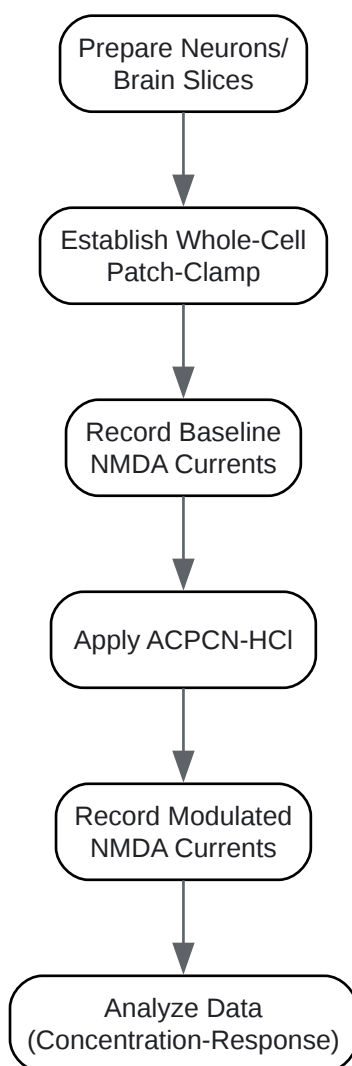 Prepare Neurons/
Brain Slices
Establish Whole-Cell
Patch-Clamp
Record Baseline
NMDA Currents
Apply ACPCN-HCl
Record Modulated
NMDA Currents
Analyze Data
(Concentration-Response)